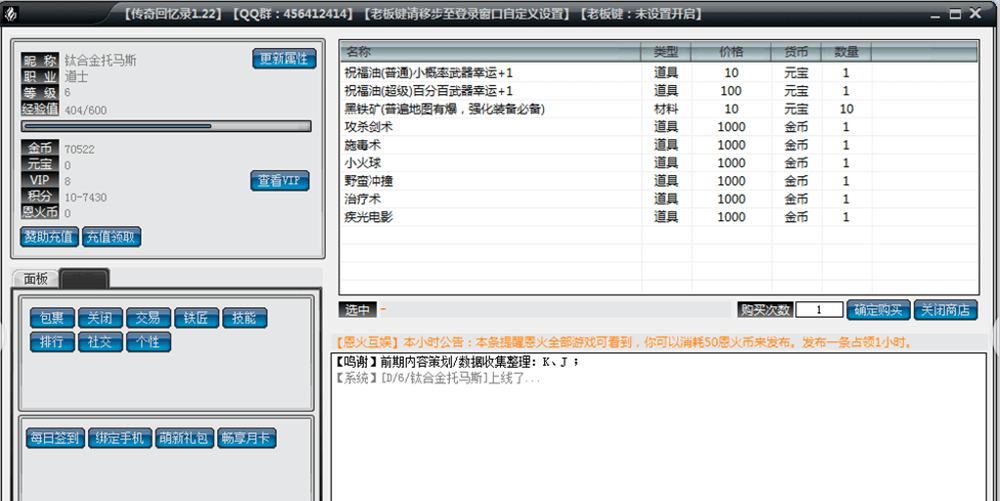 【传奇回忆录1.22】【QQ群：456412414】【老板键请移步至登录窗口自定义设置】【老板键：未设置开启】
昵 称 钛合金托马斯
更新属性
职 业 道士
等 级 6
经验值 404/600
金币 70522
元宝 0
VIP 8
查看VIP
积分 10-7430
恩火币 0
赞助充值 充值领取
面板
包裹 关闭 交易 铁匠 技能
排行 社交 个性
每日签到 绑定手机 萌新礼包 畅享月卡
名称 类型 价格 货币 数量
祝福油(普通)小概率武器幸运+1 道具 10 元宝 1
祝福油(超级)百分百武器幸运+1 道具 100 元宝 1
黑铁矿(普遍地图有爆，强化装备必备) 材料 10 元宝 10
攻杀剑术 道具 1000 金币 1
施毒术 道具 1000 金币 1
小火球 道具 1000 金币 1
野蛮冲撞 道具 1000 金币 1
治疗术 道具 1000 金币 1
疾光电影 道具 1000 金币 1
选中 - 购买次数 1 确定购买 关闭商店
【恩火互娱】本小时公告：本条提醒恩火全部游戏可看到，你可以消耗50恩火币来发布。发布一条占领1小时。
【鸣谢】前期内容策划/数据收集整理：K、J；
【系统】[D/6/钛合金托马斯]上线了...